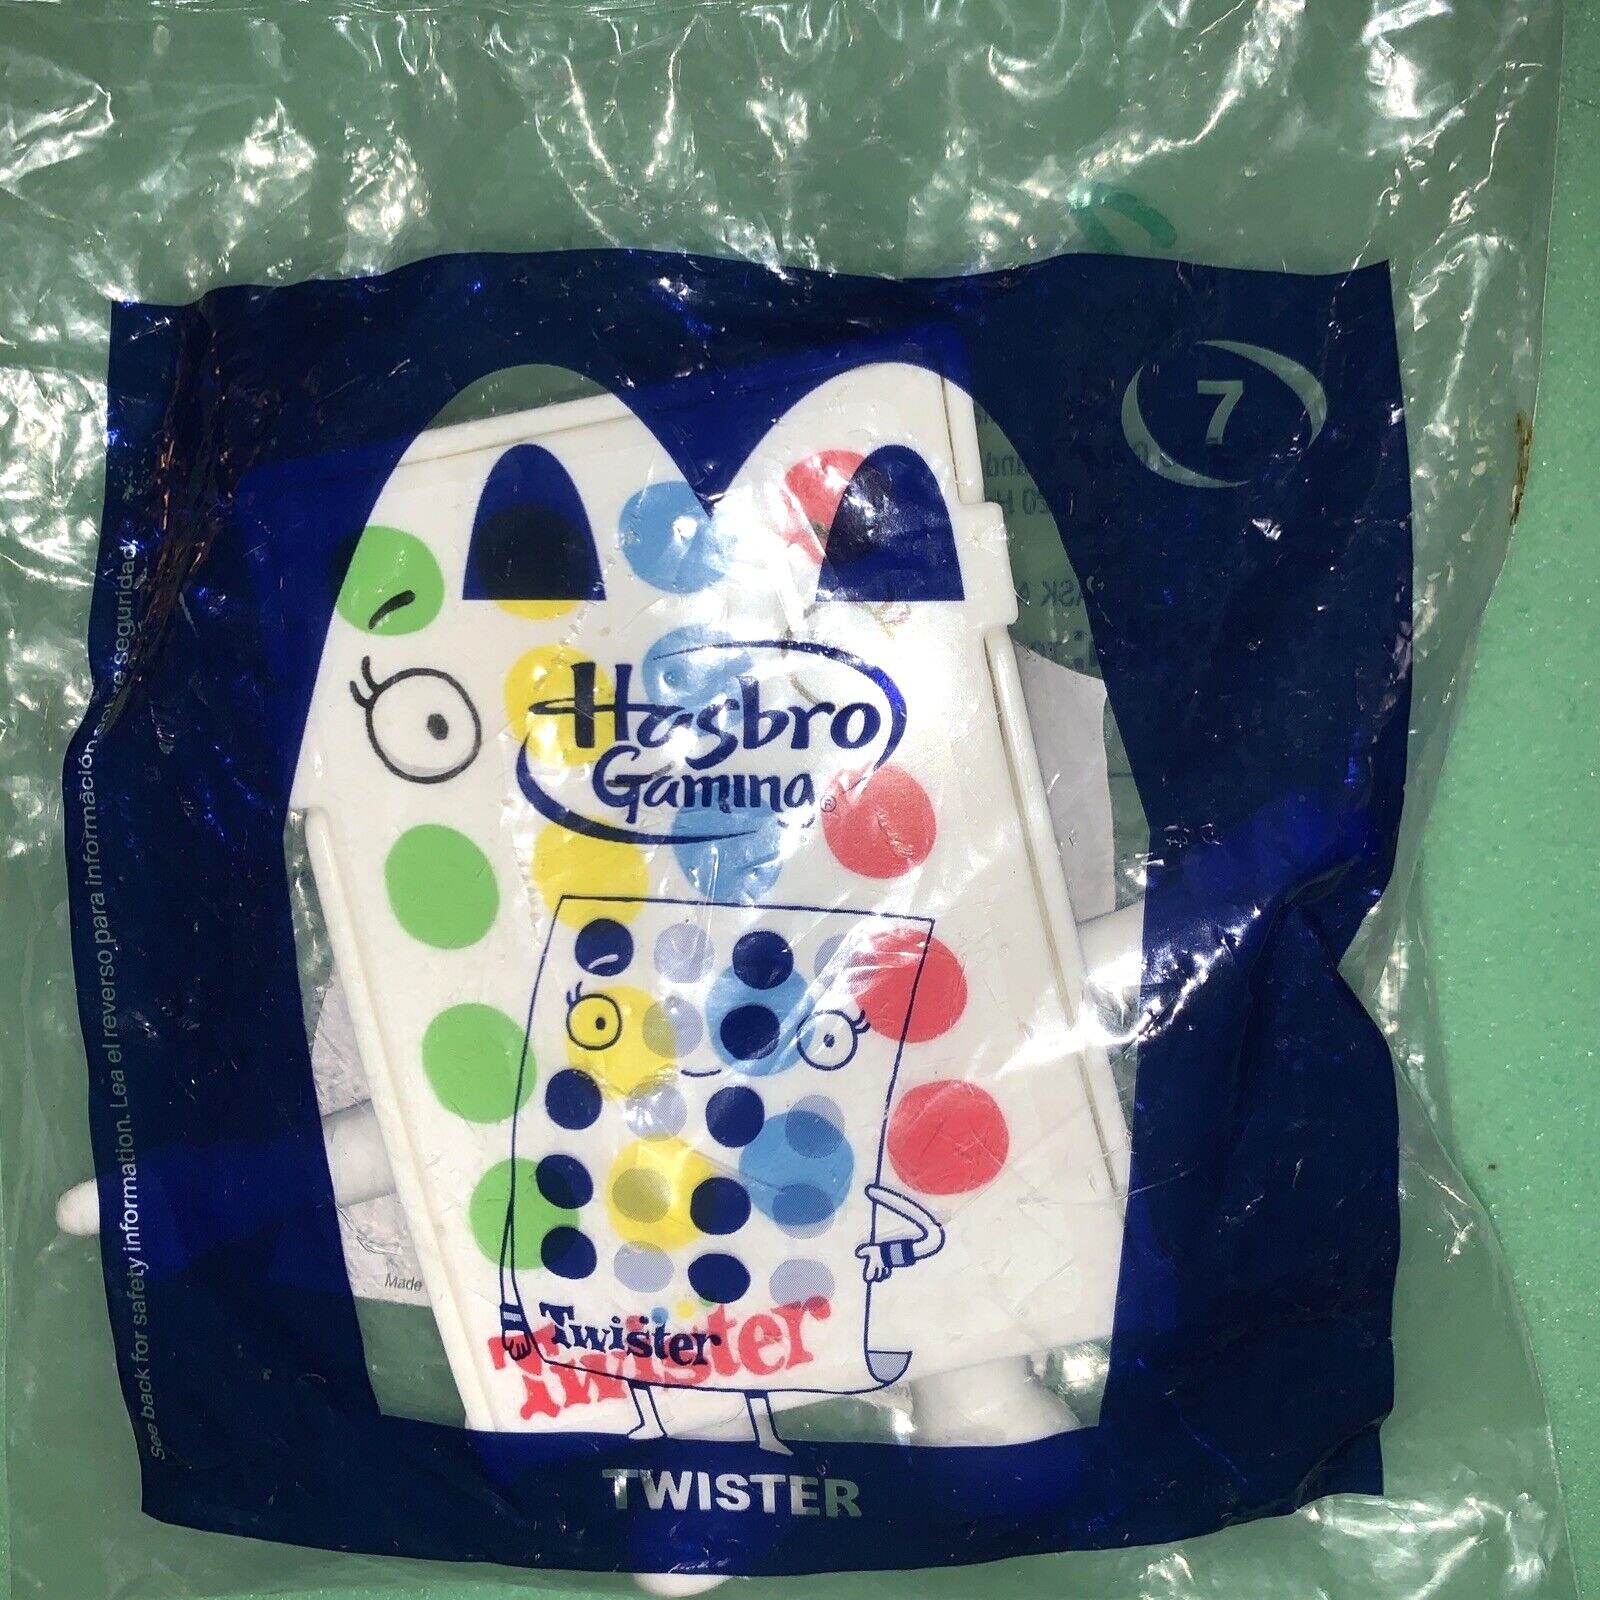 7
Hasbro
Gaming®
Twister
Twister
TWISTER
Made
See back for safety information. Lea el reverso para información sobre seguridad.